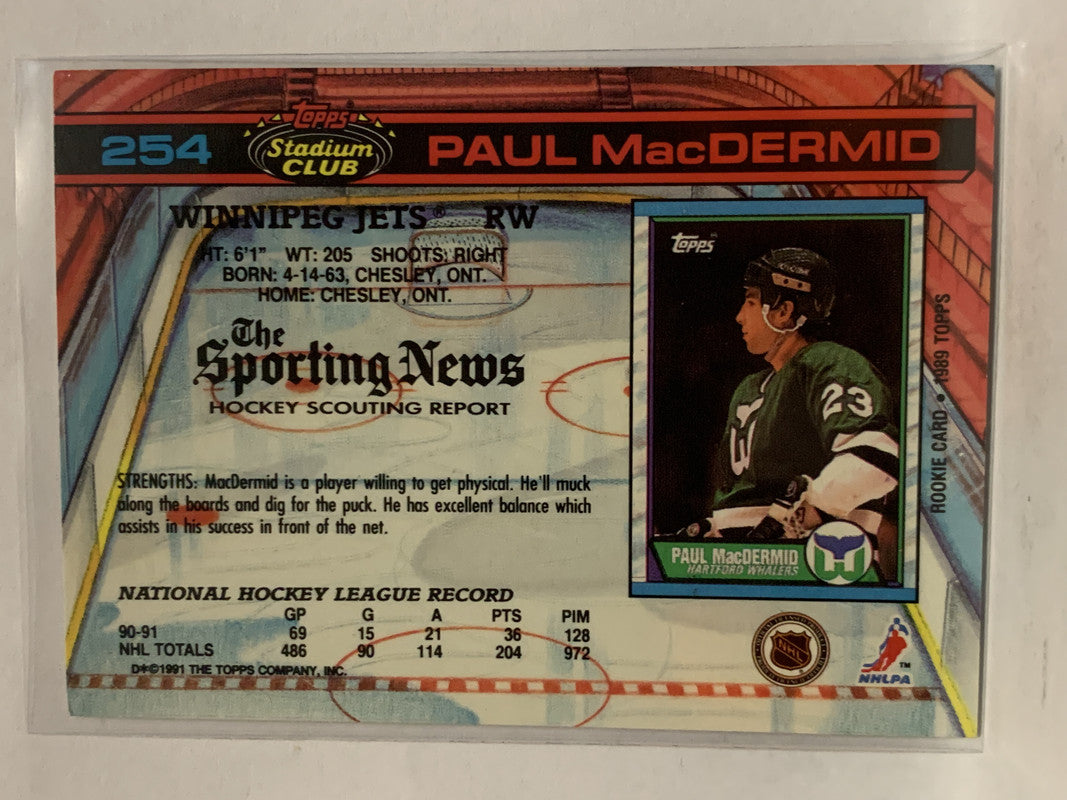 254
Topps
Stadium
CLUB
PAUL MacDERMID
WINNIPEG JETS® RW
HT: 6'1" WT: 205 SHOOTS: RIGHT
BORN: 4-14-63, CHESLEY, ONT.
HOME: CHESLEY, ONT.
The
Sporting News
HOCKEY SCOUTING REPORT
STRENGTHS: MacDermid is a player willing to get physical. He'll muck
along the boards and dig for the puck. He has excellent balance which
assists in his success in front of the net.
NATIONAL HOCKEY LEAGUE RECORD
GP G A PTS PIM
90-91 69 15 21 36 128
NHL TOTALS 486 90 114 204 972
D*©1991 THE TOPPS COMPANY, INC.
Topps
23
PAUL MacDERMID
HARTFORD WHALERS
ROOKIE CARD • 1989 TOPPS
NHL
TM
NHLPA